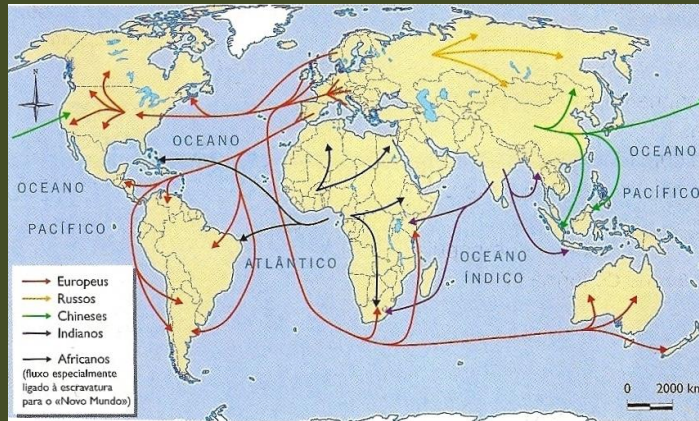 N
OCEANO
OCEANO
OCEANO
PACÍFICO
PACÍFICO
ATLÂNTICO
OCEANO
ÍNDICO
Europeus
Russos
Chineses
Indianos
Africanos
(fluxo especialmente
ligado à escravatura
para o «Novo Mundo»)
0 2000 km